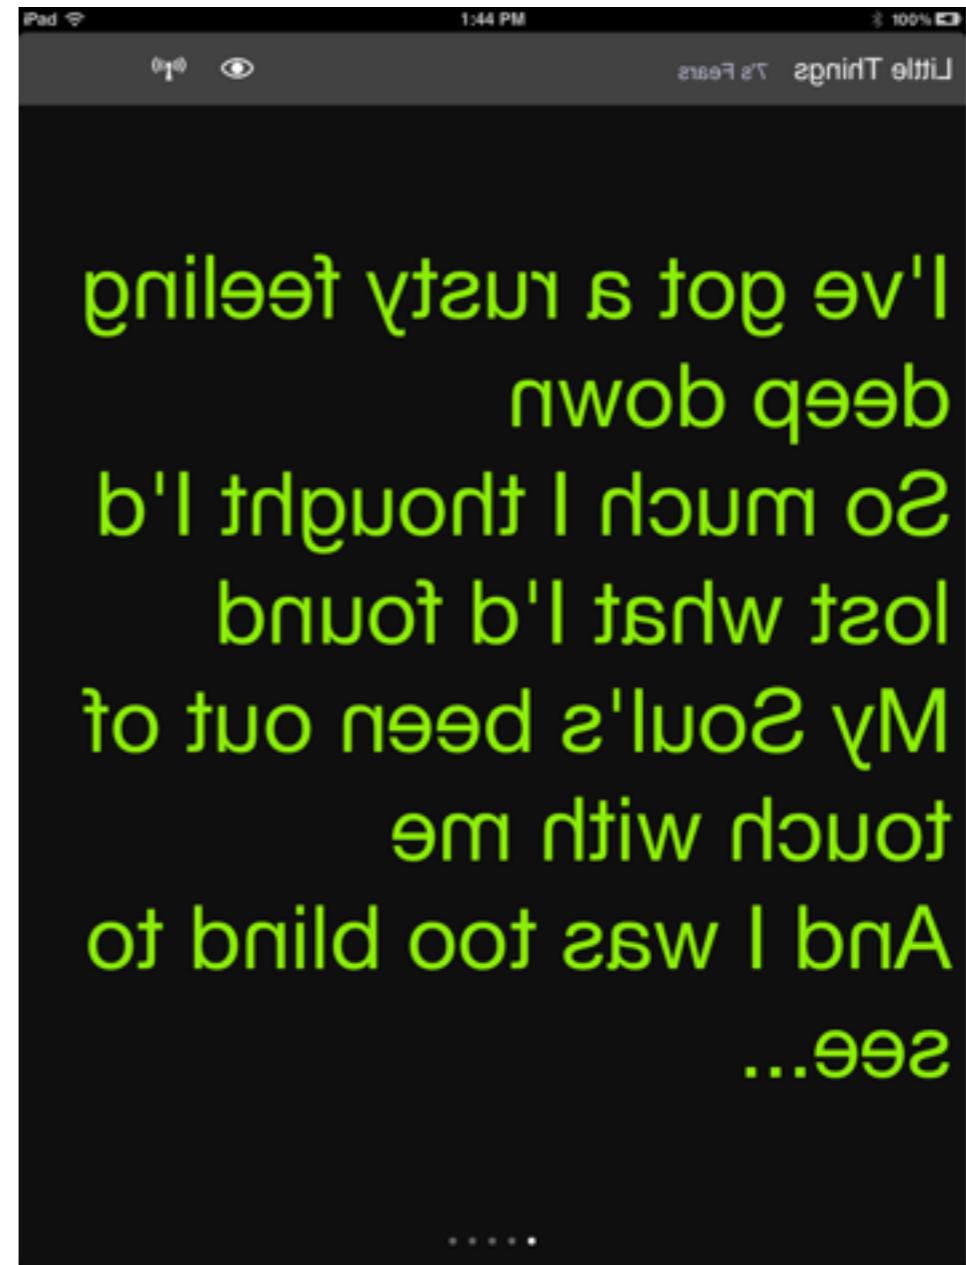 iPad 1:44 PM 100%
Little Things 7's Fears
I've got a rusty feeling
deep down
So much I thought I'd
lost what I'd found
My Soul's been out of
touch with me
And I was too blind to
see...